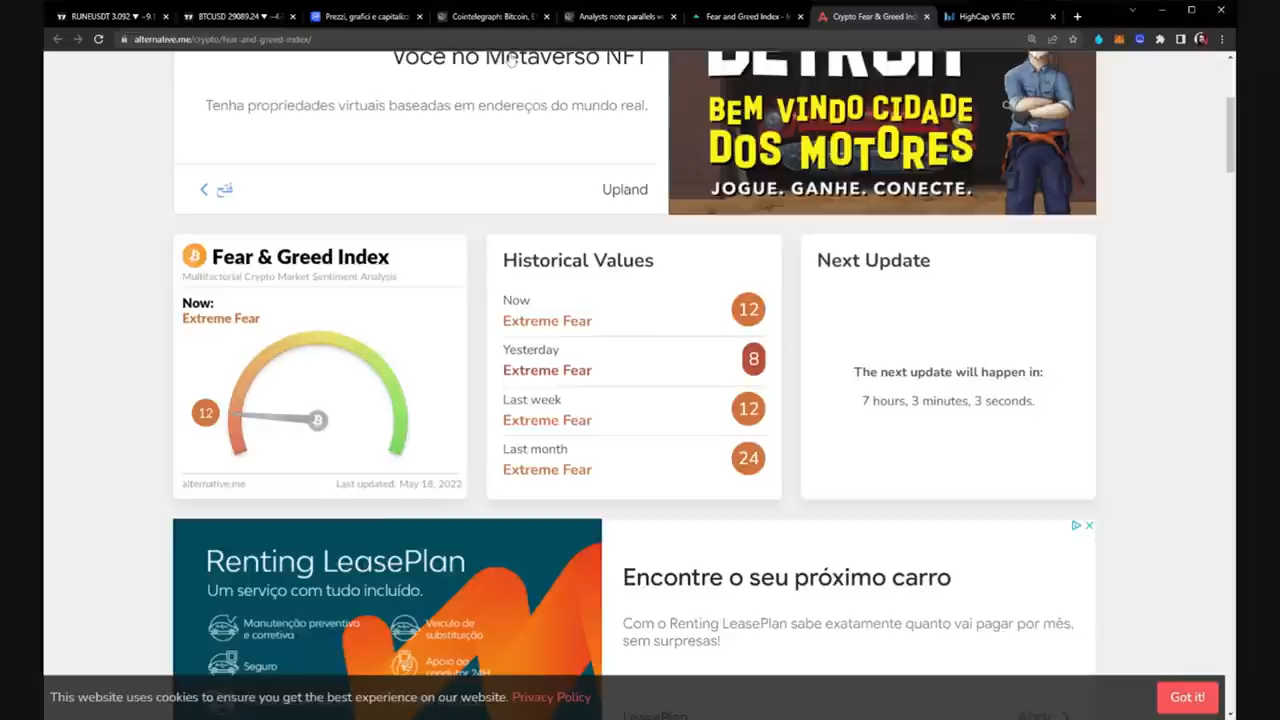 RUNEUSDT 3.092 ▼ −9.1
BTCUSD 29089.24 ▼ −4.
Prezzi, grafici e capitalizz
Cointelegraph Bitcoin, E
Analysts note parallels w
Fear and Greed Index - I
Crypto Fear & Greed Ind
HighCap VS BTC
alternative.me/crypto/fear-and-greed-index/
Você no Metaverso NFT
Tenha propriedades virtuais baseadas em endereços do mundo real.
فتح
Upland
DETROIT
BEM VINDO CIDADE
DOS MOTORES
JOGUE. GANHE. CONECTE.
Fear & Greed Index
Multifactorial Crypto Market Sentiment Analysis
Now:
Extreme Fear
12
alternative.me
Last updated: May 18, 2022
Historical Values
Now
Extreme Fear
12
Yesterday
Extreme Fear
8
Last week
Extreme Fear
12
Last month
Extreme Fear
24
Next Update
The next update will happen in:
7 hours, 3 minutes, 3 seconds.
Renting LeasePlan
Um serviço com tudo incluído.
Manutenção preventiva
e corretiva
Veículo de
substituição
Seguro
Apoio ao
condutor 24H
Encontre o seu próximo carro
Com o Renting LeasePlan sabe exatamente quanto vai pagar por mês,
sem surpresas!
LeasePlan
This website uses cookies to ensure you get the best experience on our website. Privacy Policy
Got it!